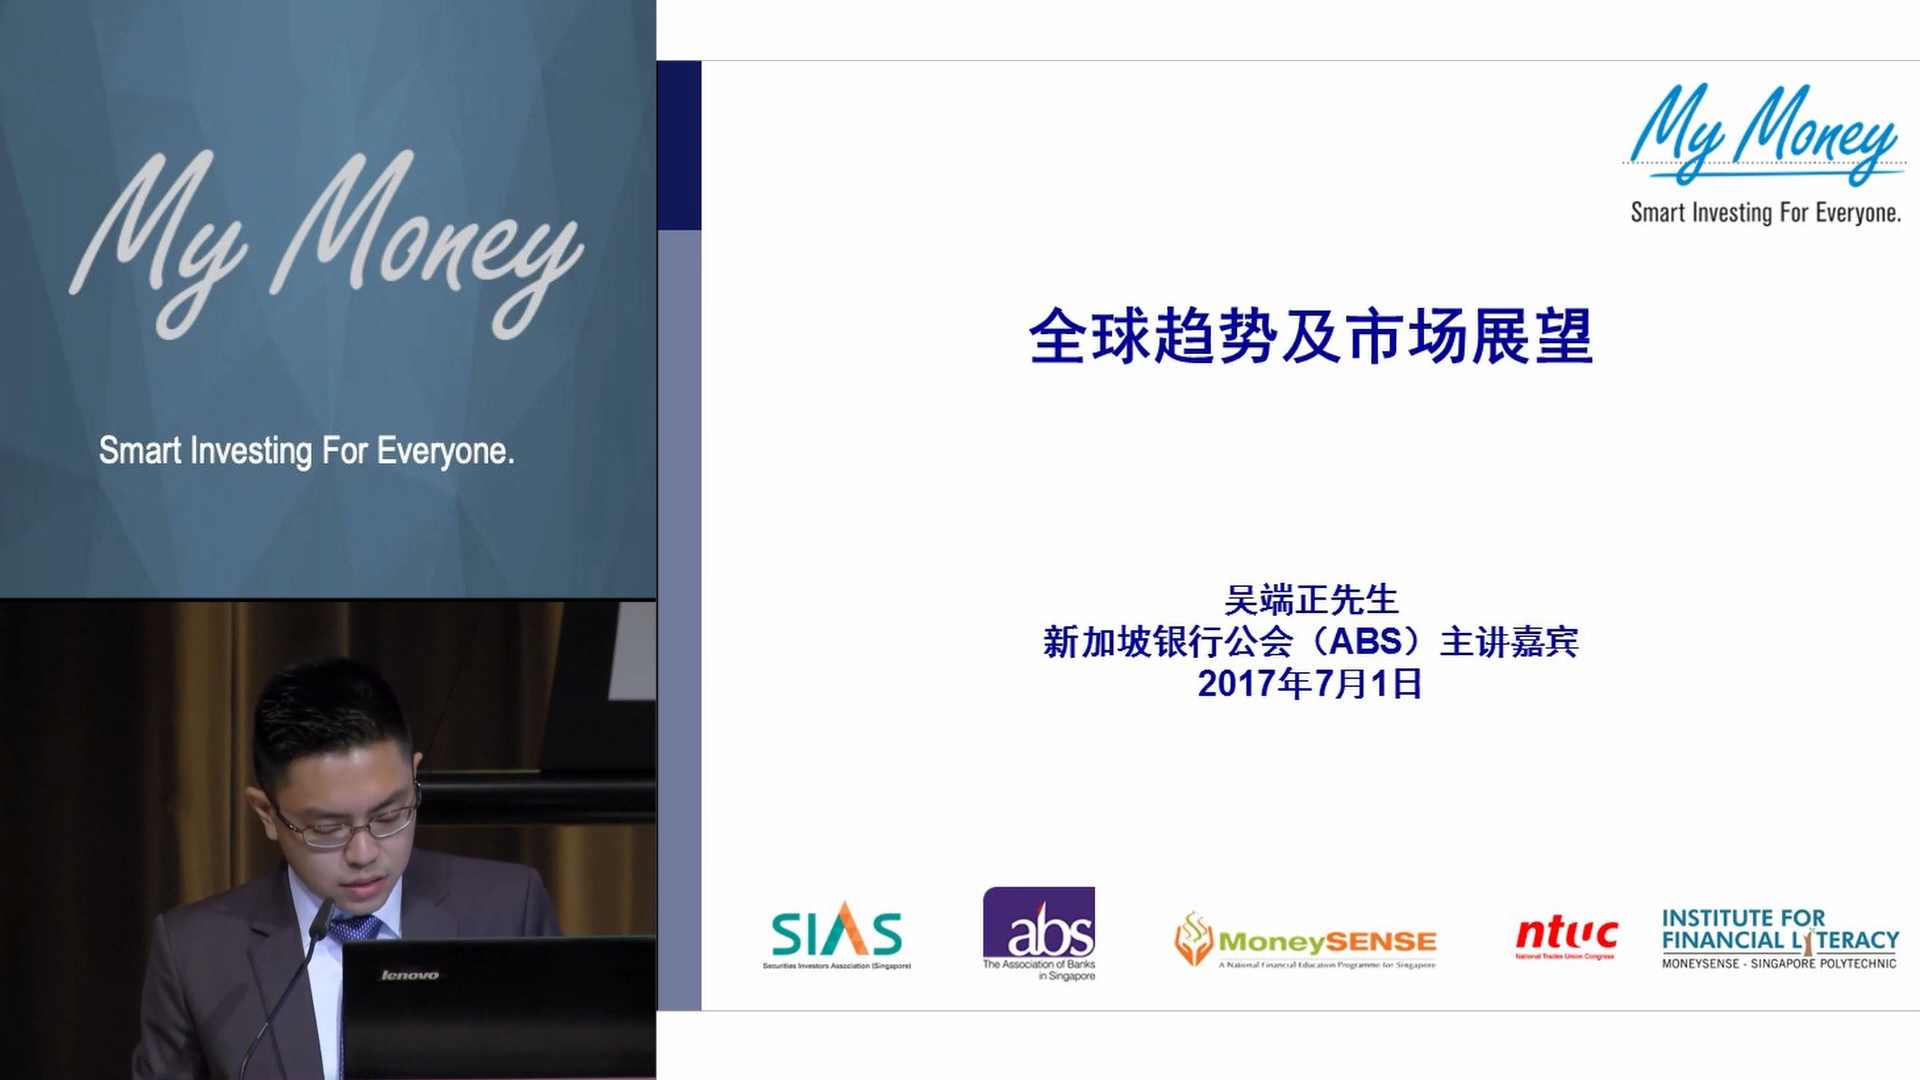 My Money
Smart Investing For Everyone.
lenovo
My Money
Smart Investing For Everyone.
全球趋势及市场展望
吴端正先生
新加坡银行公会（ABS）主讲嘉宾
2017年7月1日
SIAS
Securities Investors Association (Singapore)
abs
The Association of Banks
in Singapore
MoneySENSE
A National Financial Education Programme for Singapore
ntuc
National Trades Union Congress
INSTITUTE FOR
FINANCIAL LITERACY
MONEYSENSE - SINGAPORE POLYTECHNIC